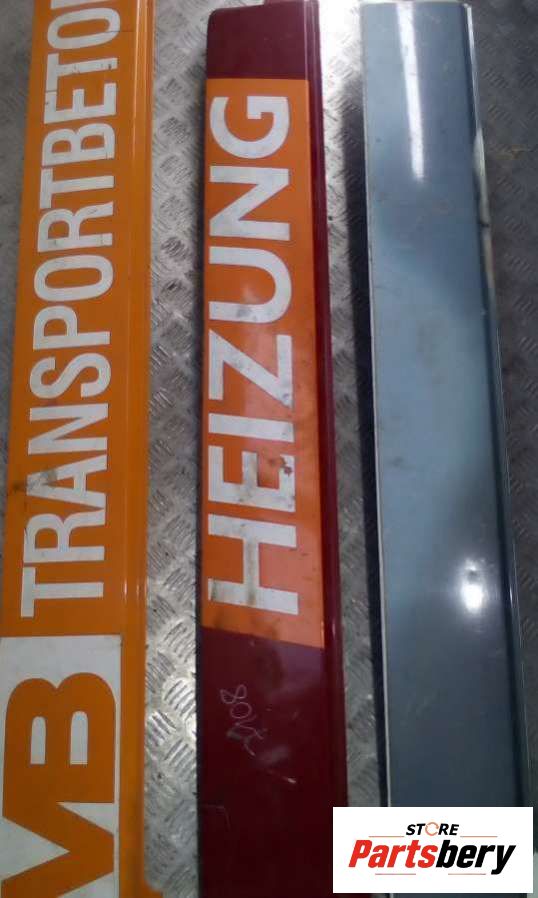 MB TRANSPORTBETO
HEIZUNG
STORE
Partsbery